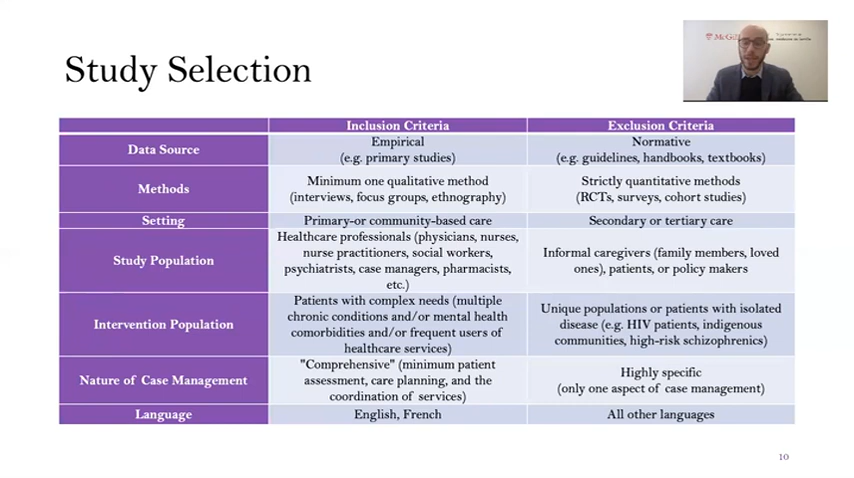 McGill
Study Selection
Inclusion Criteria
Exclusion Criteria
Data Source
Empirical
(e.g. primary studies)
Normative
(e.g. guidelines, handbooks, textbooks)
Methods
Minimum one qualitative method
(interviews, focus groups, ethnography)
Strictly quantitative methods
(RCTs, surveys, cohort studies)
Setting
Primary-or community-based care
Secondary or tertiary care
Study Population
Healthcare professionals (physicians, nurses,
nurse practitioners, social workers,
psychiatrists, case managers, pharmacists,
etc.)
Informal caregivers (family members, loved
ones), patients, or policy makers
Intervention Population
Patients with complex needs (multiple
chronic conditions and/or mental health
comorbidities and/or frequent users of
healthcare services)
Unique populations or patients with isolated
disease (e.g. HIV patients, indigenous
communities, high-risk schizophrenics)
Nature of Case Management
"Comprehensive" (minimum patient
assessment, care planning, and the
coordination of services)
Highly specific
(only one aspect of case management)
Language
English, French
All other languages
10